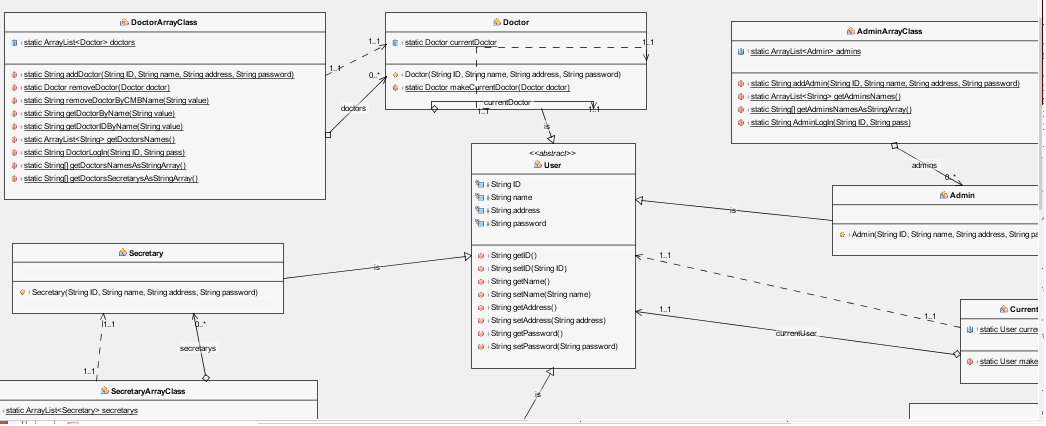 DoctorArrayClass
static ArrayList<Doctor> doctors
static String addDoctor(String ID, String name, String address, String password)
static Doctor removeDoctor(Doctor doctor)
static String removeDoctorByCMBName(String value)
static String getDoctorByName(String value)
static String getDoctorIDByName(String value)
static ArrayList<String> getDoctorsNames()
static String DoctorLogIn(String ID, String pass)
static String[] getDoctorsNamesAsStringArray()
static String[] getDoctorsSecretarysAsStringArray()
1..1
1..1
0..*
doctors
Doctor
static Doctor currentDoctor
1..1
Doctor(String ID, String name, String address, String password)
static Doctor makeCurrentDoctor(Doctor doctor)
currentDoctor
1..1
1..1
is
AdminArrayClass
static ArrayList<Admin> admins
static String addAdmin(String ID, String name, String address, String password)
static ArrayList<String> getAdminsNames()
static String[] getAdminsNamesAsStringArray()
static String AdminLogIn(String ID, String pass)
admins
0..*
Admin
Admin(String ID, String name, String address, String pa
is
<<abstract>>
User
String ID
String name
String address
String password
String getID()
String setID(String ID)
String getName()
String setName(String name)
String getAddress()
String setAddress(String address)
String getPassword()
String setPassword(String password)
1..1
1..1
1..1
currentUser
is
Secretary
Secretary(String ID, String name, String address, String password)
is
1..1
0..*
secretarys
1..1
SecretaryArrayClass
static ArrayList<Secretary> secretarys
Current
static User curre
static User make